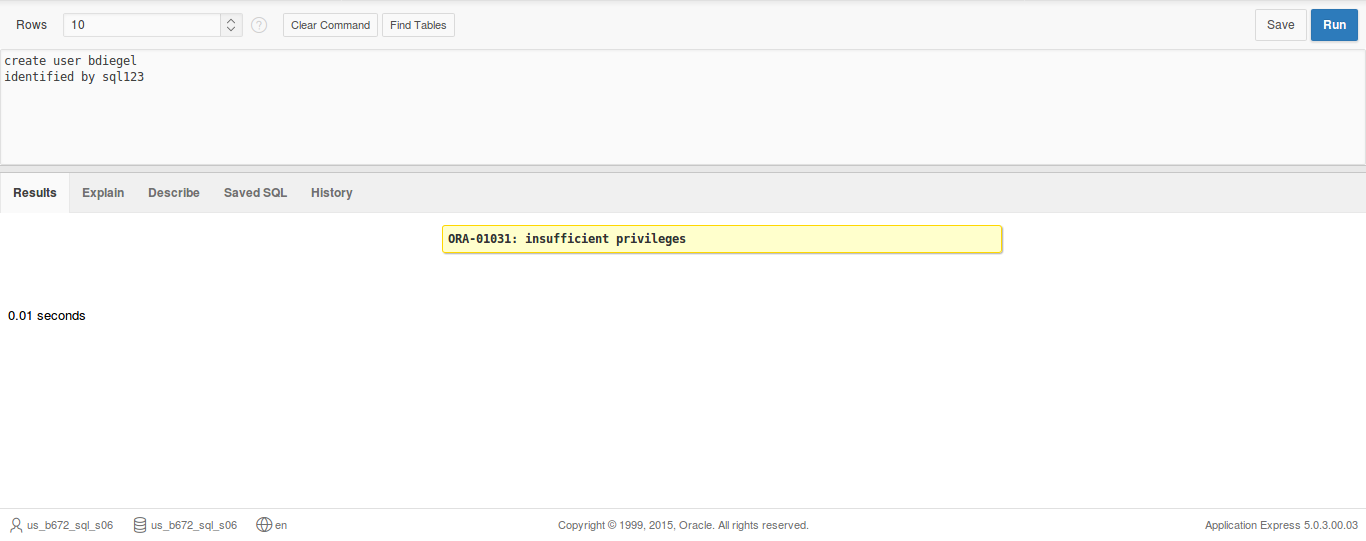 Rows 10 ? Clear Command Find Tables Save Run
create user bdiegel
identified by sql123
Results Explain Describe Saved SQL History
ORA-01031: insufficient privileges
0.01 seconds
us_b672_sql_s06 us_b672_sql_s06 en Copyright © 1999, 2015, Oracle. All rights reserved. Application Express 5.0.3.00.03